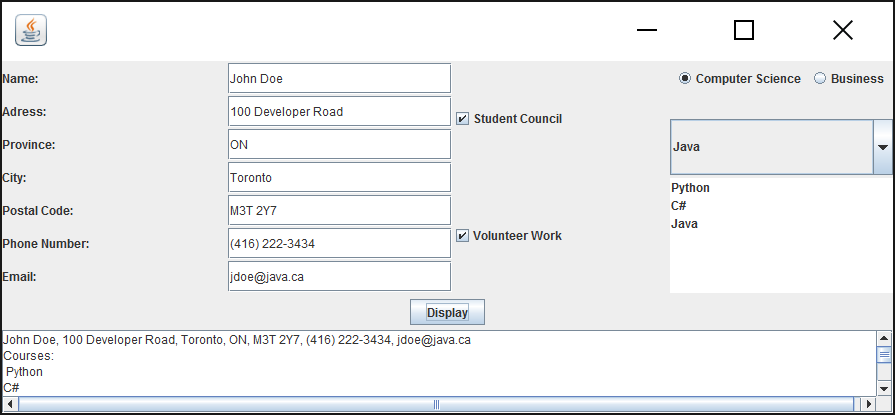 Name: John Doe Computer Science Business
Adress: 100 Developer Road Student Council
Province: ON Java
City: Toronto Python
Postal Code: M3T 2Y7 C#
Java
Phone Number: (416) 222-3434 Volunteer Work
Email: jdoe@java.ca
Display
John Doe, 100 Developer Road, Toronto, ON, M3T 2Y7, (416) 222-3434, jdoe@java.ca
Courses:
Python
C#